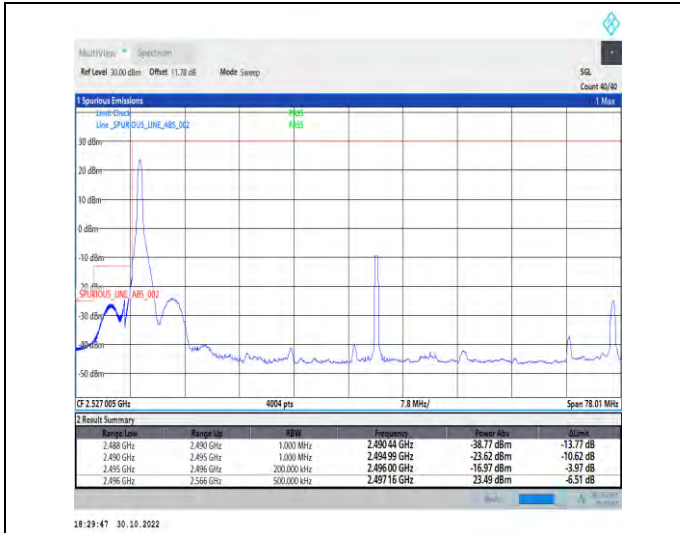 MultiView Spectrum
Ref Level 30.00 dBm Offset 11.78 dB Mode Sweep SGL
Count 40/40
1 Spurious Emissions 1 Max
Limit Check PASS
Line _SPURIOUS_LINE_ABS_002 PASS
30 dBm
20 dBm
10 dBm
0 dBm
-10 dBm
-20 dBm
_SPURIOUS_LINE_ABS_002
-30 dBm
-40 dBm
-50 dBm
CF 2.527 005 GHz 4004 pts 7.8 MHz/ Span 78.01 MHz
2 Result Summary
Range Low Range Up RBW Frequency Power Abs ΔLimit
2.488 GHz 2.490 GHz 1.000 MHz 2.490 44 GHz -38.77 dBm -13.77 dB
2.490 GHz 2.495 GHz 1.000 MHz 2.494 99 GHz -23.62 dBm -10.62 dB
2.495 GHz 2.496 GHz 200.000 kHz 2.496 00 GHz -16.97 dBm -3.97 dB
2.496 GHz 2.566 GHz 500.000 kHz 2.497 16 GHz 23.49 dBm -6.51 dB
18:29:47 30.10.2022